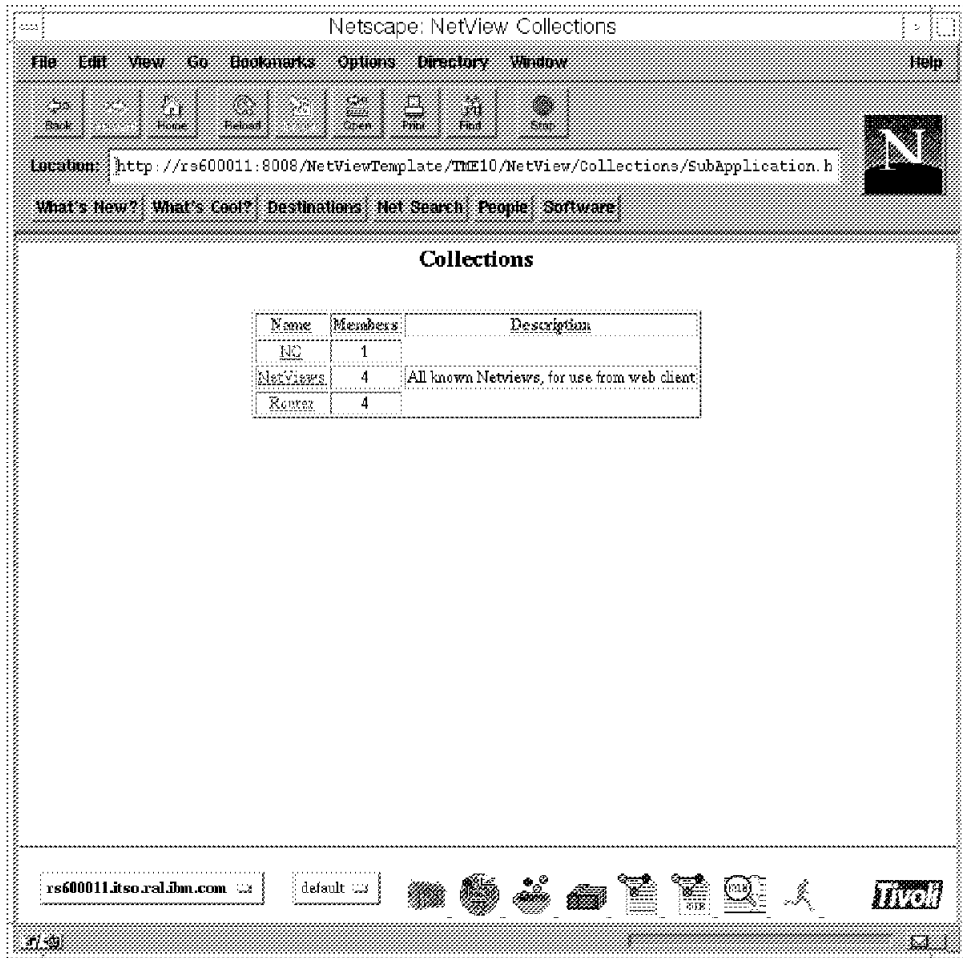 Netscape: NetView Collections
File Edit View Go Bookmarks Options Directory Window Help
Back Home Reload Open Print Find Stop
Location: http://rs600011:8008/NetViewTemplate/TME10/NetView/Collections/SubApplication.h
N
What's New? What's Cool? Destinations Net Search People Software
Collections
Name Members Description
1
NetViews 4 All known Netviews, for use from web client
Router 4
rs600011.itso.ral.ibm.com default Tivoli